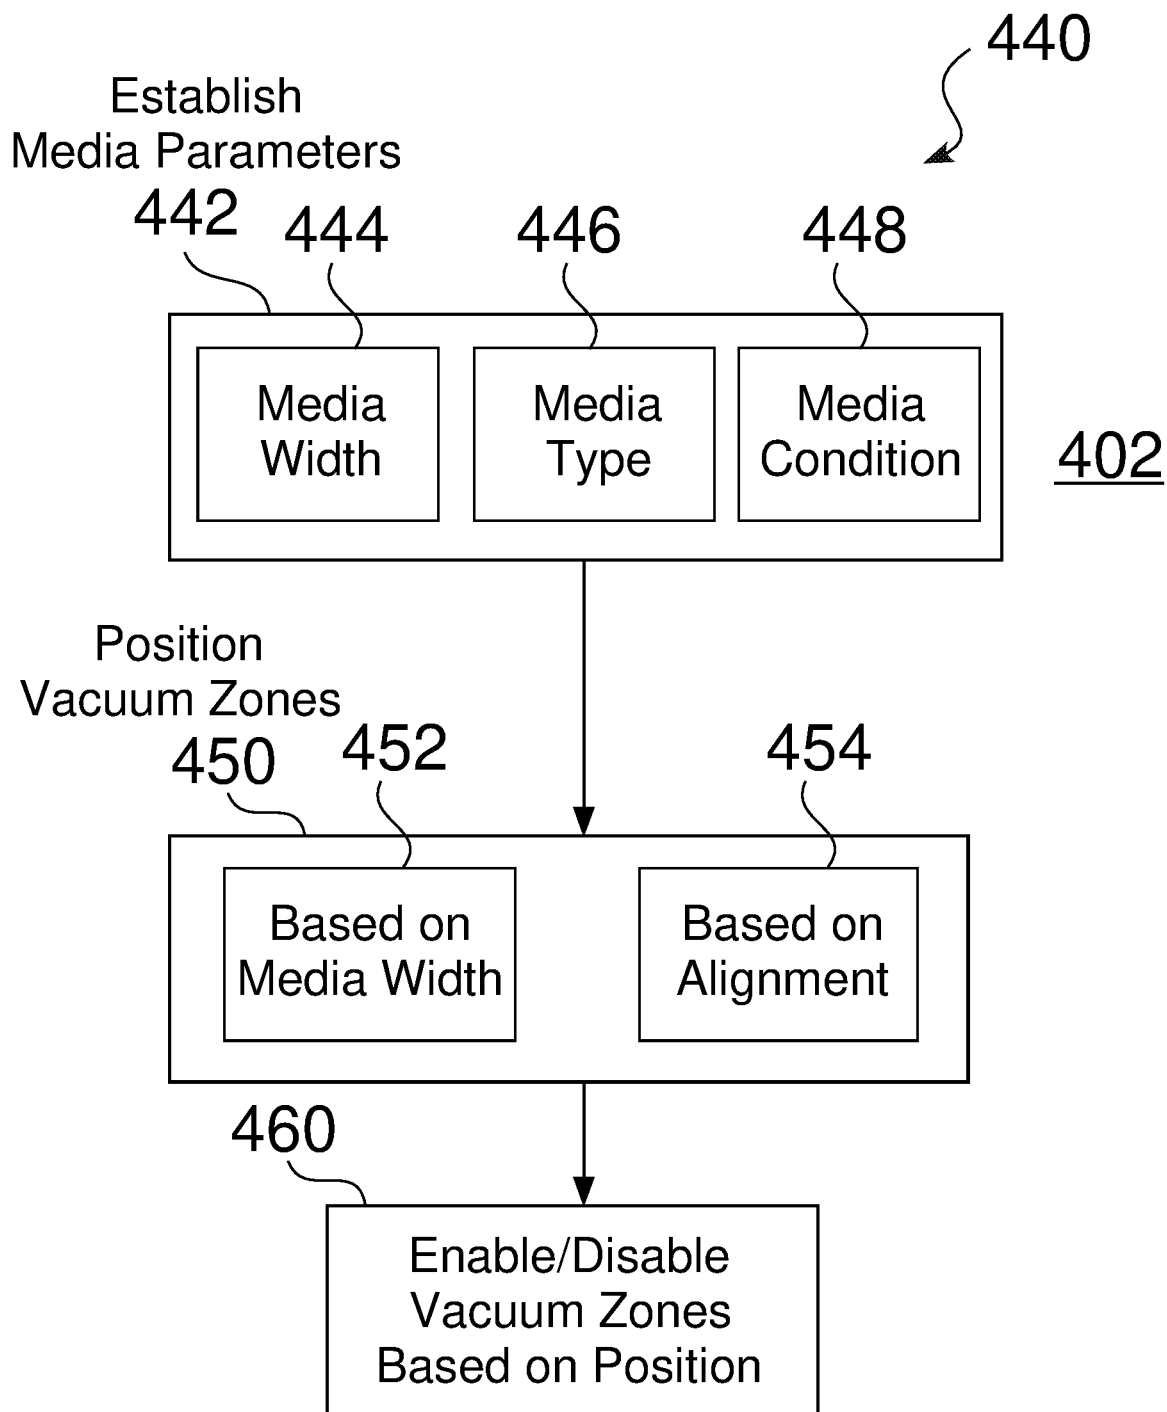 440
Establish
Media Parameters
442
444
446
448
Media
Width
Media
Type
Media
Condition
402
Position
Vacuum Zones
450
452
454
Based on
Media Width
Based on
Alignment
460
Enable/Disable
Vacuum Zones
Based on Position